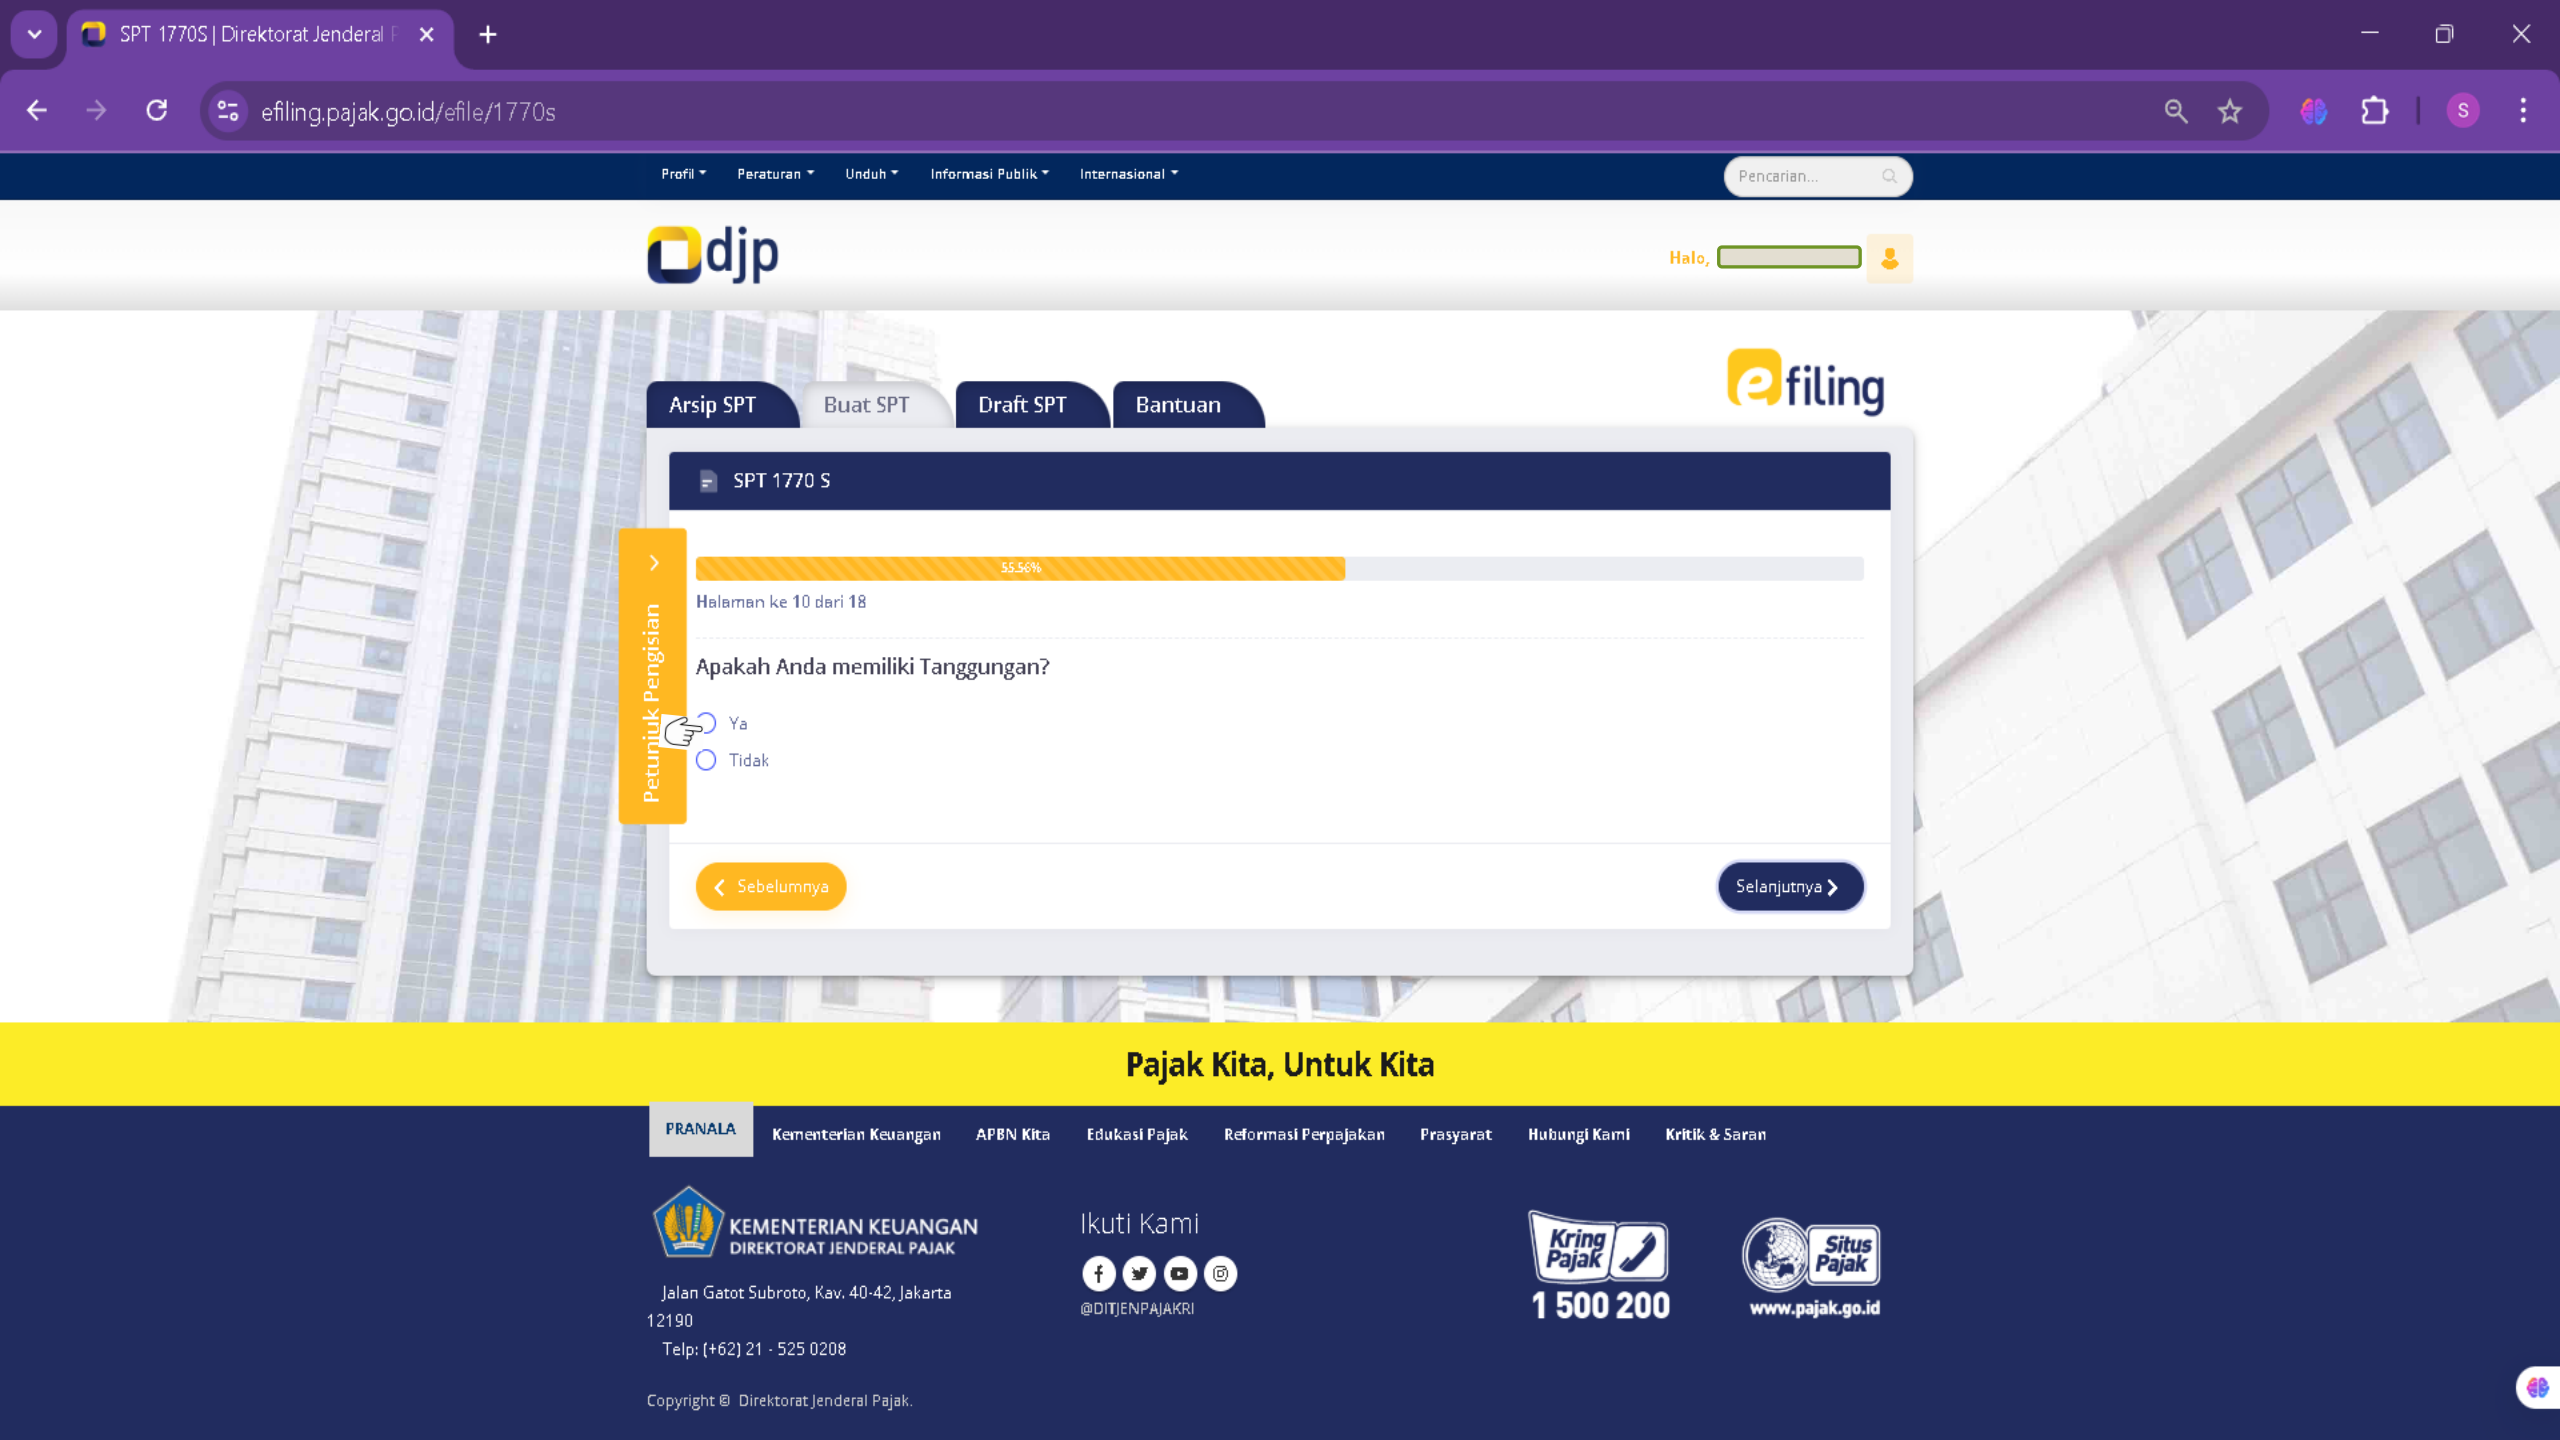 SPT 1770S | Direktorat Jenderal P
efiling.pajak.go.id/efile/1770s
S
Profil
Peraturan
Unduh
Informasi Publik
Internasional
Pencarian...
djp
Halo,
efiling
Arsip SPT
Buat SPT
Draft SPT
Bantuan
SPT 1770 S
55.56%
Halaman ke 10 dari 18
Petunjuk Pengisian
Apakah Anda memiliki Tanggungan?
Ya
Tidak
Sebelumnya
Selanjutnya
Pajak Kita, Untuk Kita
PRANALA
Kementerian Keuangan
APBN Kita
Edukasi Pajak
Reformasi Perpajakan
Prasyarat
Hubungi Kami
Kritik & Saran
KEMENTERIAN KEUANGAN
DIREKTORAT JENDERAL PAJAK
Jalan Gatot Subroto, Kav. 40-42, Jakarta
12190
Telp: (+62) 21 - 525 0208
Ikuti Kami
@DITJENPAJAKRI
Kring
Pajak
1 500 200
Situs
Pajak
www.pajak.go.id
Copyright © Direktorat Jenderal Pajak.